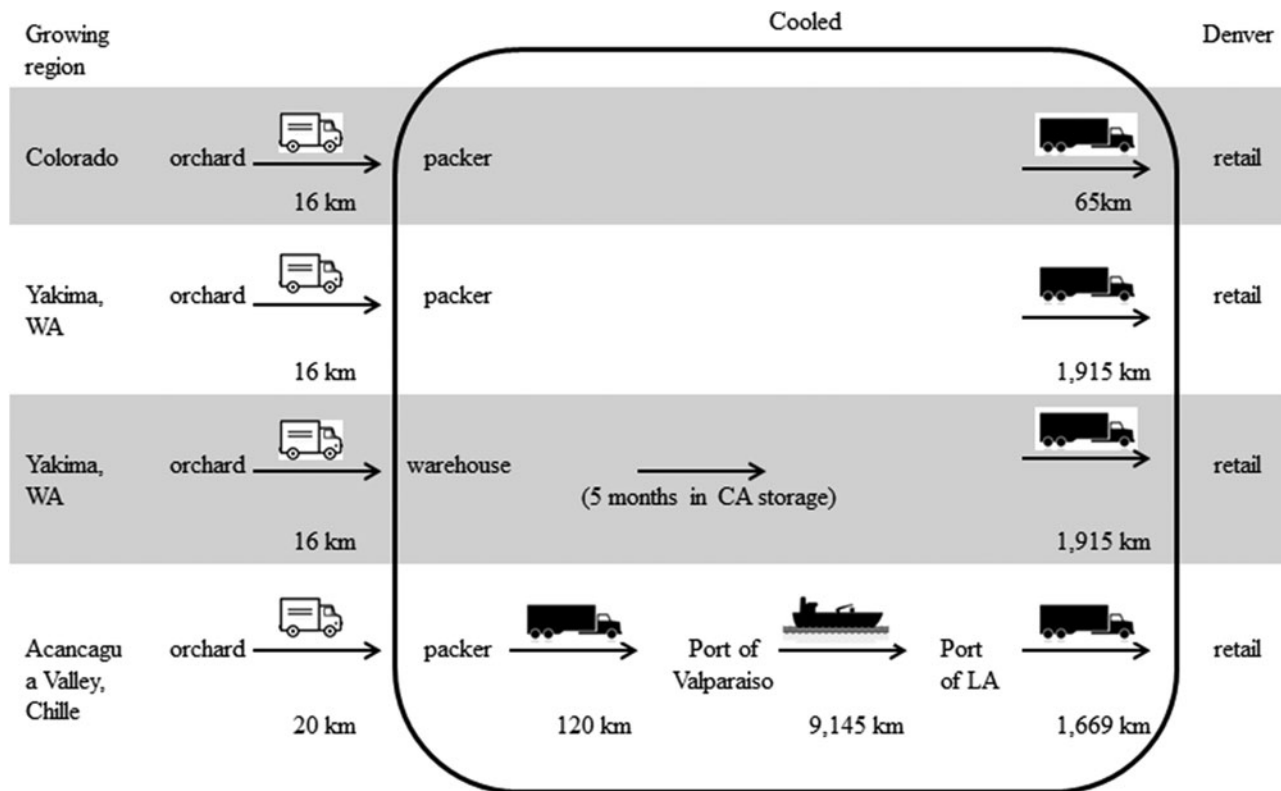 Cooled
Growing
region
Denver
Colorado
orchard
packer
retail
16 km
65km
Yakima,
WA
orchard
packer
retail
16 km
1,915 km
Yakima,
WA
orchard
warehouse
(5 months in CA storage)
retail
16 km
1,915 km
Acancagu
a Valley,
Chille
orchard
packer
Port of
Valparaiso
Port
of LA
retail
20 km
120 km
9,145 km
1,669 km